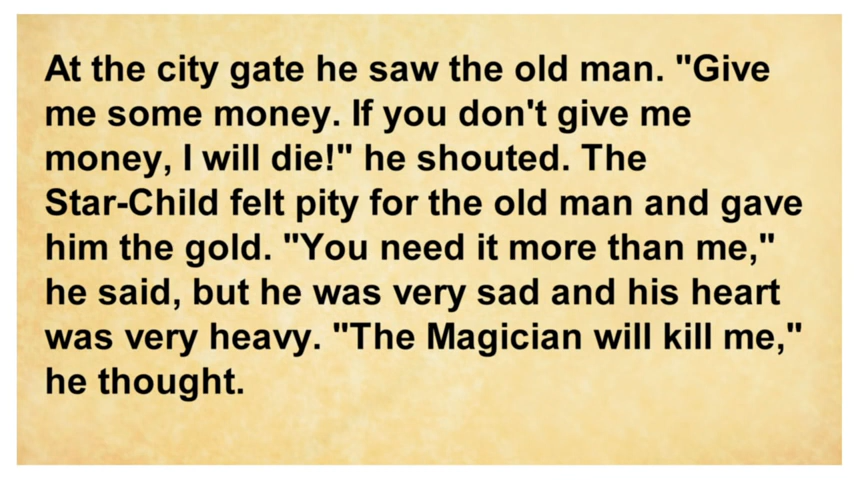 At the city gate he saw the old man. "Give
me some money. If you don't give me
money, I will die!" he shouted. The
Star-Child felt pity for the old man and gave
him the gold. "You need it more than me,"
he said, but he was very sad and his heart
was very heavy. "The Magician will kill me,"
he thought.